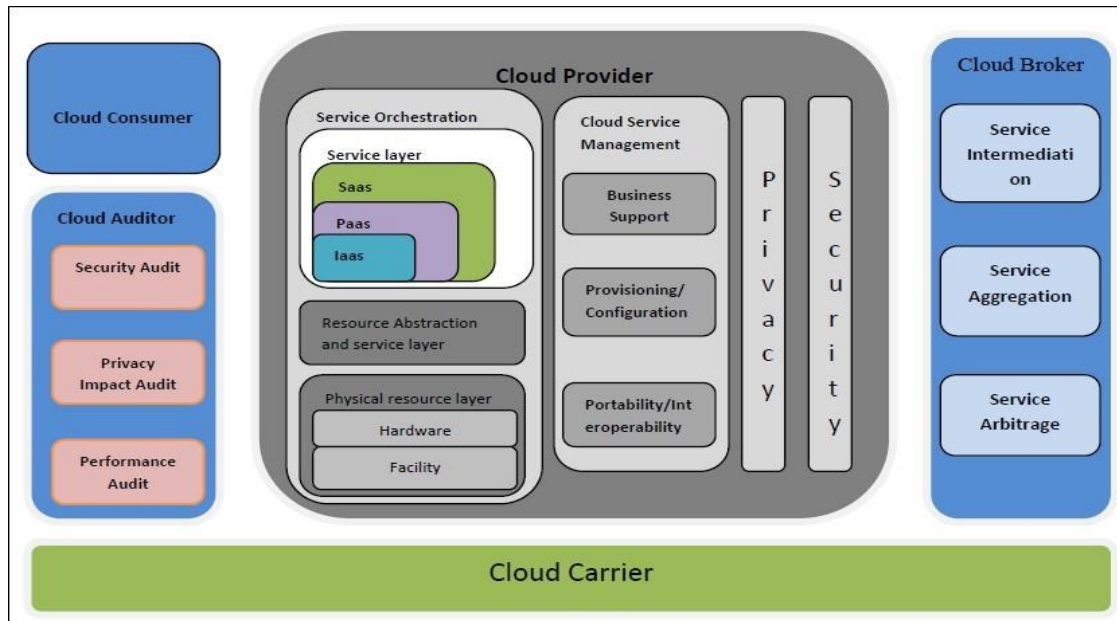 Cloud Consumer
Cloud Auditor
Security Audit
Privacy
Impact Audit
Performance
Audit
Cloud Provider
Service Orchestration
Service layer
Saas
Paas
Iaas
Resource Abstraction
and service layer
Physical resource layer
Hardware
Facility
Cloud Service
Management
Business
Support
Provisioning/
Configuration
Portability/Int
eroperability
P
r
i
v
a
c
y
S
e
c
u
r
i
t
y
Cloud Broker
Service
Intermediati
on
Service
Aggregation
Service
Arbitrage
Cloud Carrier